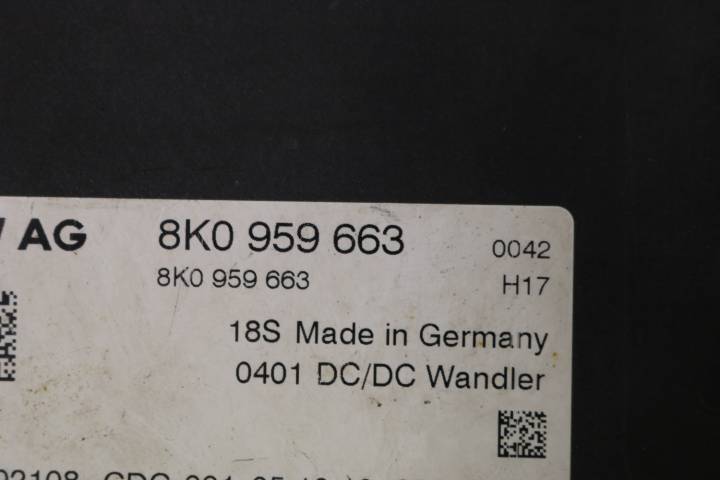 AG 8K0 959 663 0042
8K0 959 663 H17
18S Made in Germany
0401 DC/DC Wandler